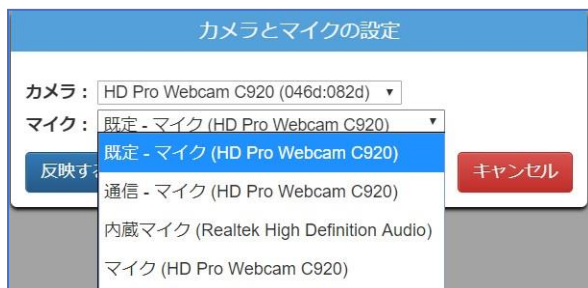 カメラとマイクの設定
カメラ： HD Pro Webcam C920 (046d:082d)
マイク： 既定 - マイク (HD Pro Webcam C920)
既定 - マイク (HD Pro Webcam C920)
反映す
キャンセル
通信 - マイク (HD Pro Webcam C920)
内蔵マイク (Realtek High Definition Audio)
マイク (HD Pro Webcam C920)